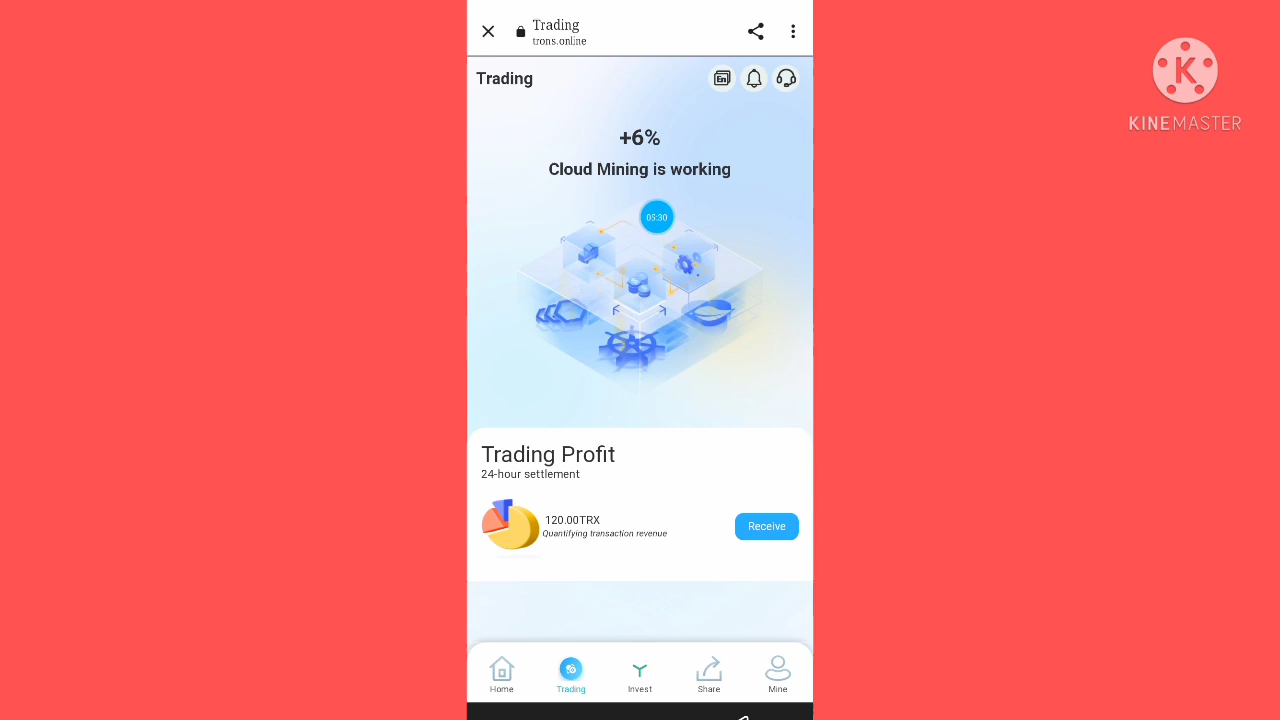 Trading
trons.online
Trading
En
+6%
Cloud Mining is working
05:30
Trading Profit
24-hour settlement
120.00TRX
Quantifying transaction revenue
Receive
Home
Trading
Invest
Share
Mine
K
KINEMASTER